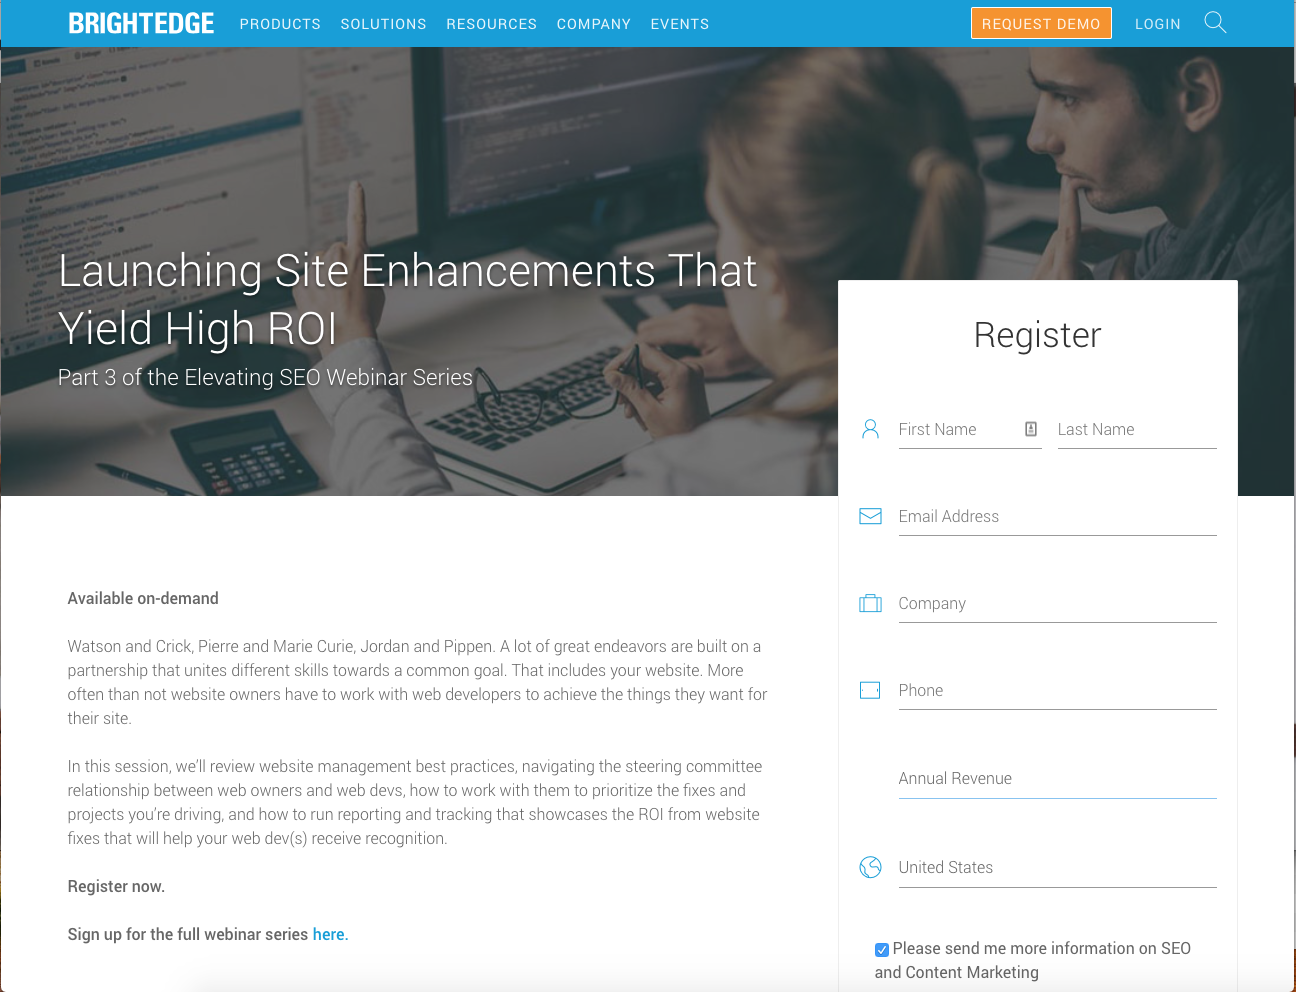 BRIGHTEDGE PRODUCTS SOLUTIONS RESOURCES COMPANY EVENTS REQUEST DEMO LOGIN
Launching Site Enhancements That
Yield High ROI
Part 3 of the Elevating SEO Webinar Series
Available on-demand
Watson and Crick, Pierre and Marie Curie, Jordan and Pippen. A lot of great endeavors are built on a
partnership that unites different skills towards a common goal. That includes your website. More
often than not website owners have to work with web developers to achieve the things they want for
their site.
In this session, we’ll review website management best practices, navigating the steering committee
relationship between web owners and web devs, how to work with them to prioritize the fixes and
projects you’re driving, and how to run reporting and tracking that showcases the ROI from website
fixes that will help your web dev(s) receive recognition.
Register now.
Sign up for the full webinar series here.
Register
First Name Last Name
Email Address
Company
Phone
Annual Revenue
United States
Please send me more information on SEO
and Content Marketing